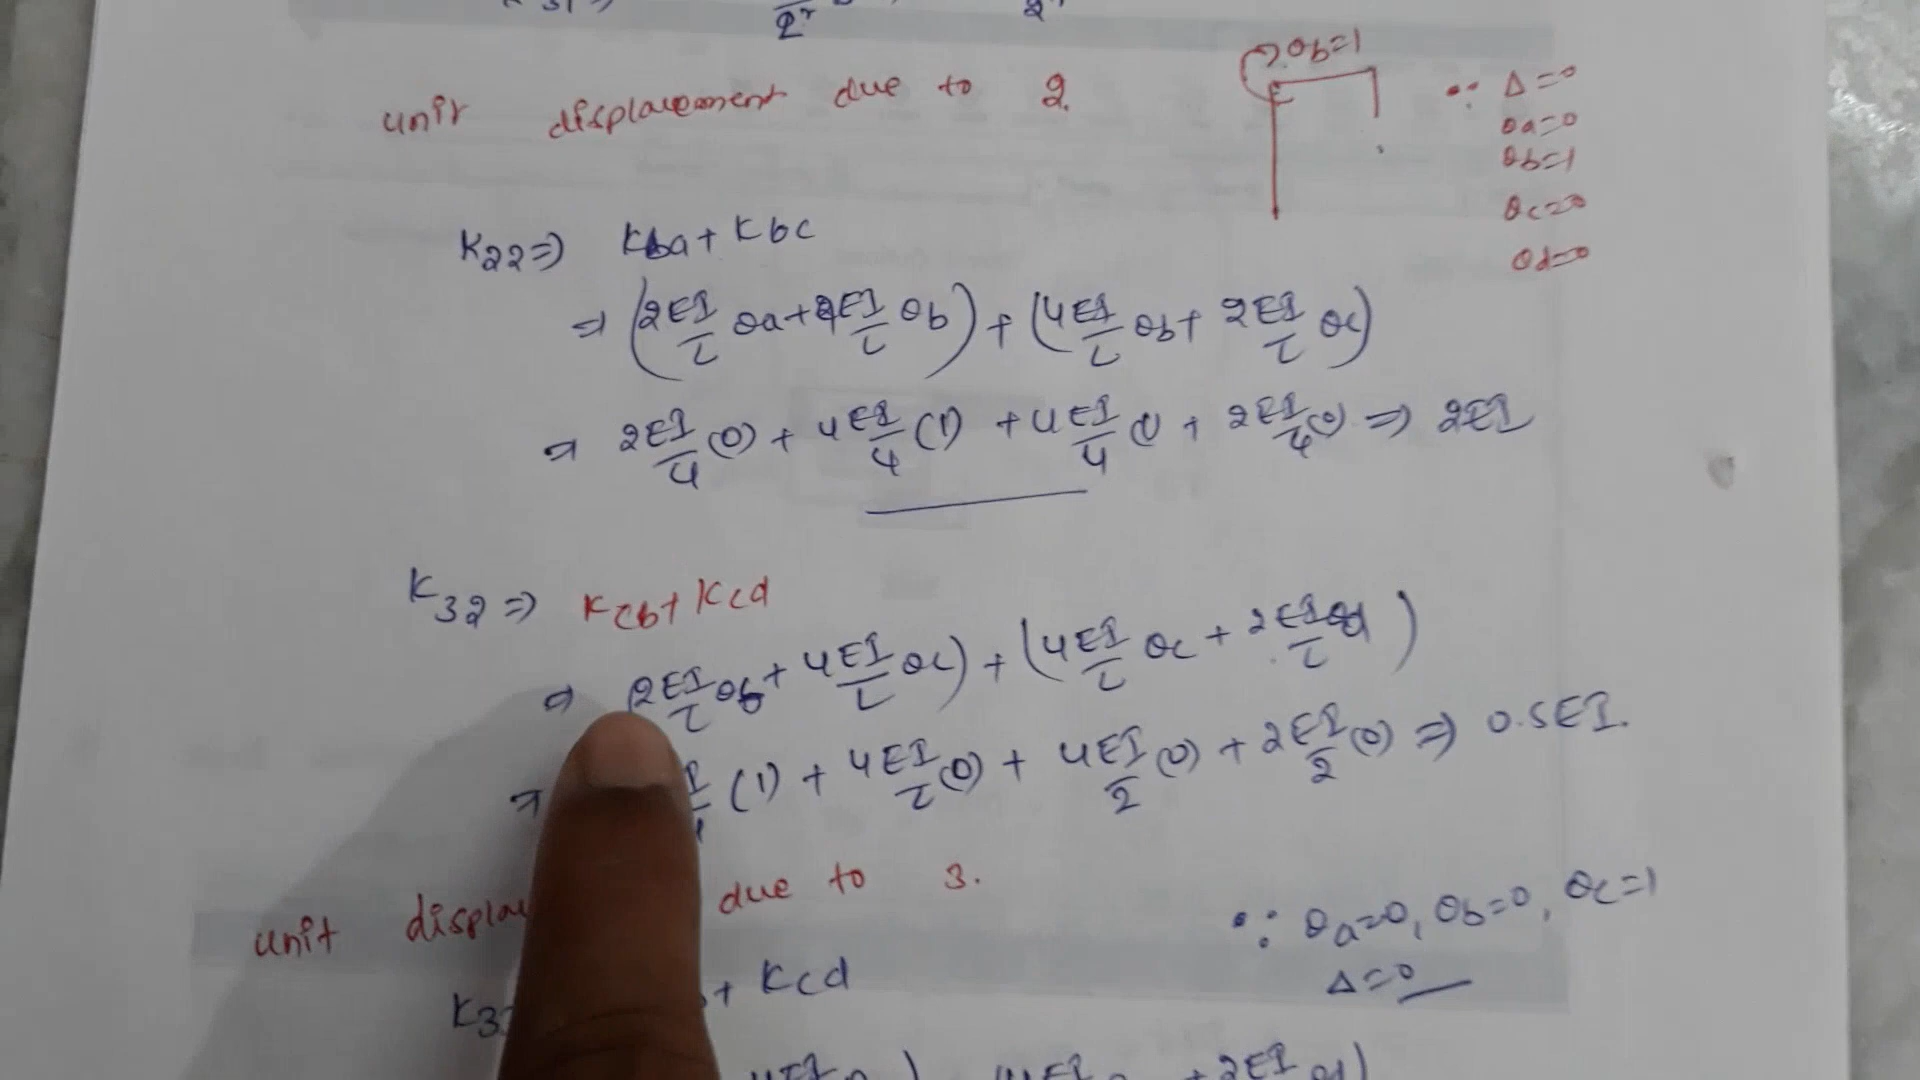 unit displacement due to 2.
θb=1
∵ Δ=0
θa=0
θb=1
θc=0
θd=0
K22⇒ Kba+Kbc
⇒ (2EI/L θa+4EI/L θb)+(4EI/L θb+2EI/L θc)
⇒ 2EI/4 (0)+4EI/4 (1)+4EI/4 (1)+2EI/4 (0) ⇒ 2EI
K32⇒ Kcb+Kcd
⇒ (2EI/L θb+4EI/L θc)+(4EI/L θc+2EI/L θd)
⇒ (1)+4EI/L (0)+4EI/2 (0)+2EI/2 (0) ⇒ 0.5EI.
unit due to 3.
∵ θa=0, θb=0, θc=1
Δ=0
+ Kcd